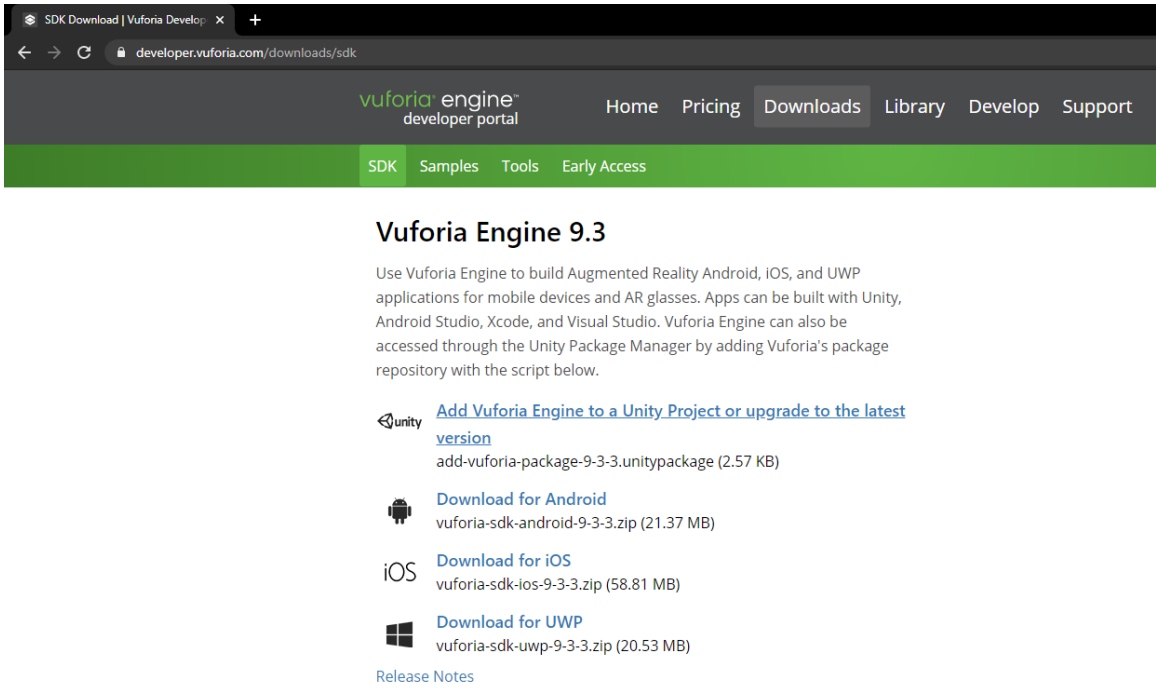 SDK Download | Vuforia Develop
developer.vuforia.com/downloads/sdk
vuforia® engine™
developer portal
Home Pricing Downloads Library Develop Support
SDK Samples Tools Early Access
Vuforia Engine 9.3
Use Vuforia Engine to build Augmented Reality Android, iOS, and UWP
applications for mobile devices and AR glasses. Apps can be built with Unity,
Android Studio, Xcode, and Visual Studio. Vuforia Engine can also be
accessed through the Unity Package Manager by adding Vuforia's package
repository with the script below.
unity
Add Vuforia Engine to a Unity Project or upgrade to the latest
version
add-vuforia-package-9-3-3.unitypackage (2.57 KB)
Download for Android
vuforia-sdk-android-9-3-3.zip (21.37 MB)
iOS
Download for iOS
vuforia-sdk-ios-9-3-3.zip (58.81 MB)
Download for UWP
vuforia-sdk-uwp-9-3-3.zip (20.53 MB)
Release Notes